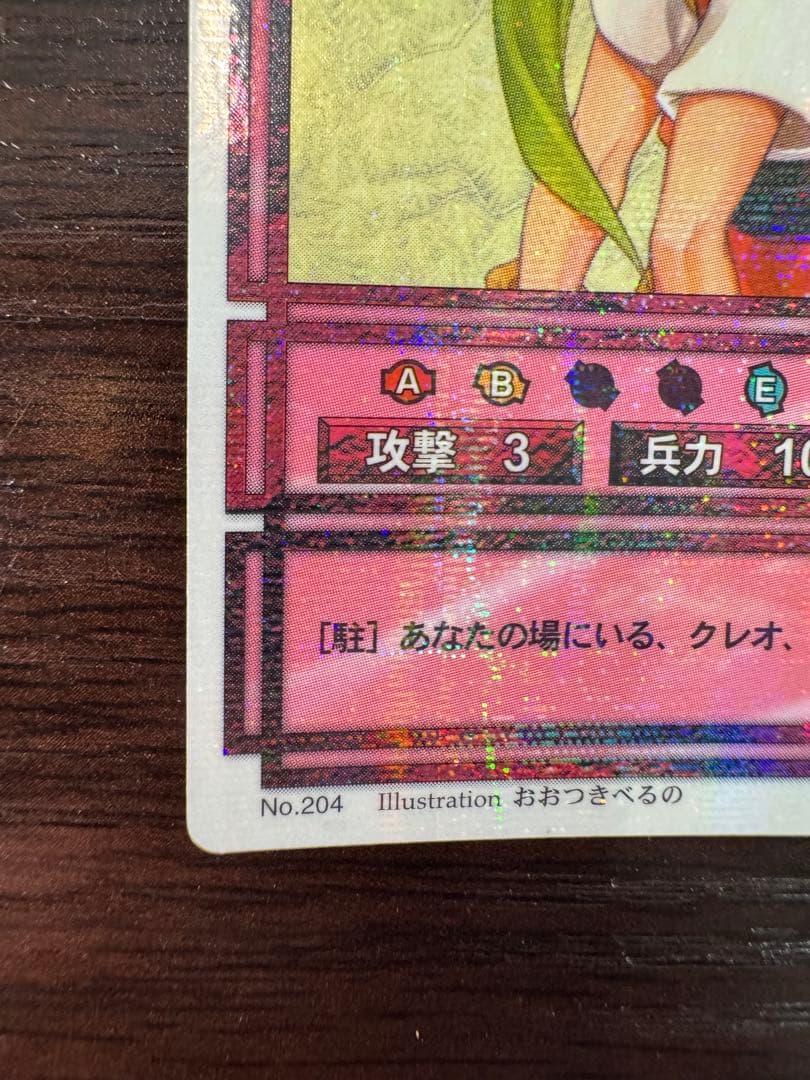 A B E
攻撃 3 兵力 10
［駐］あなたの場にいる、クレオ、
No.204 Illustration おおつきべるの